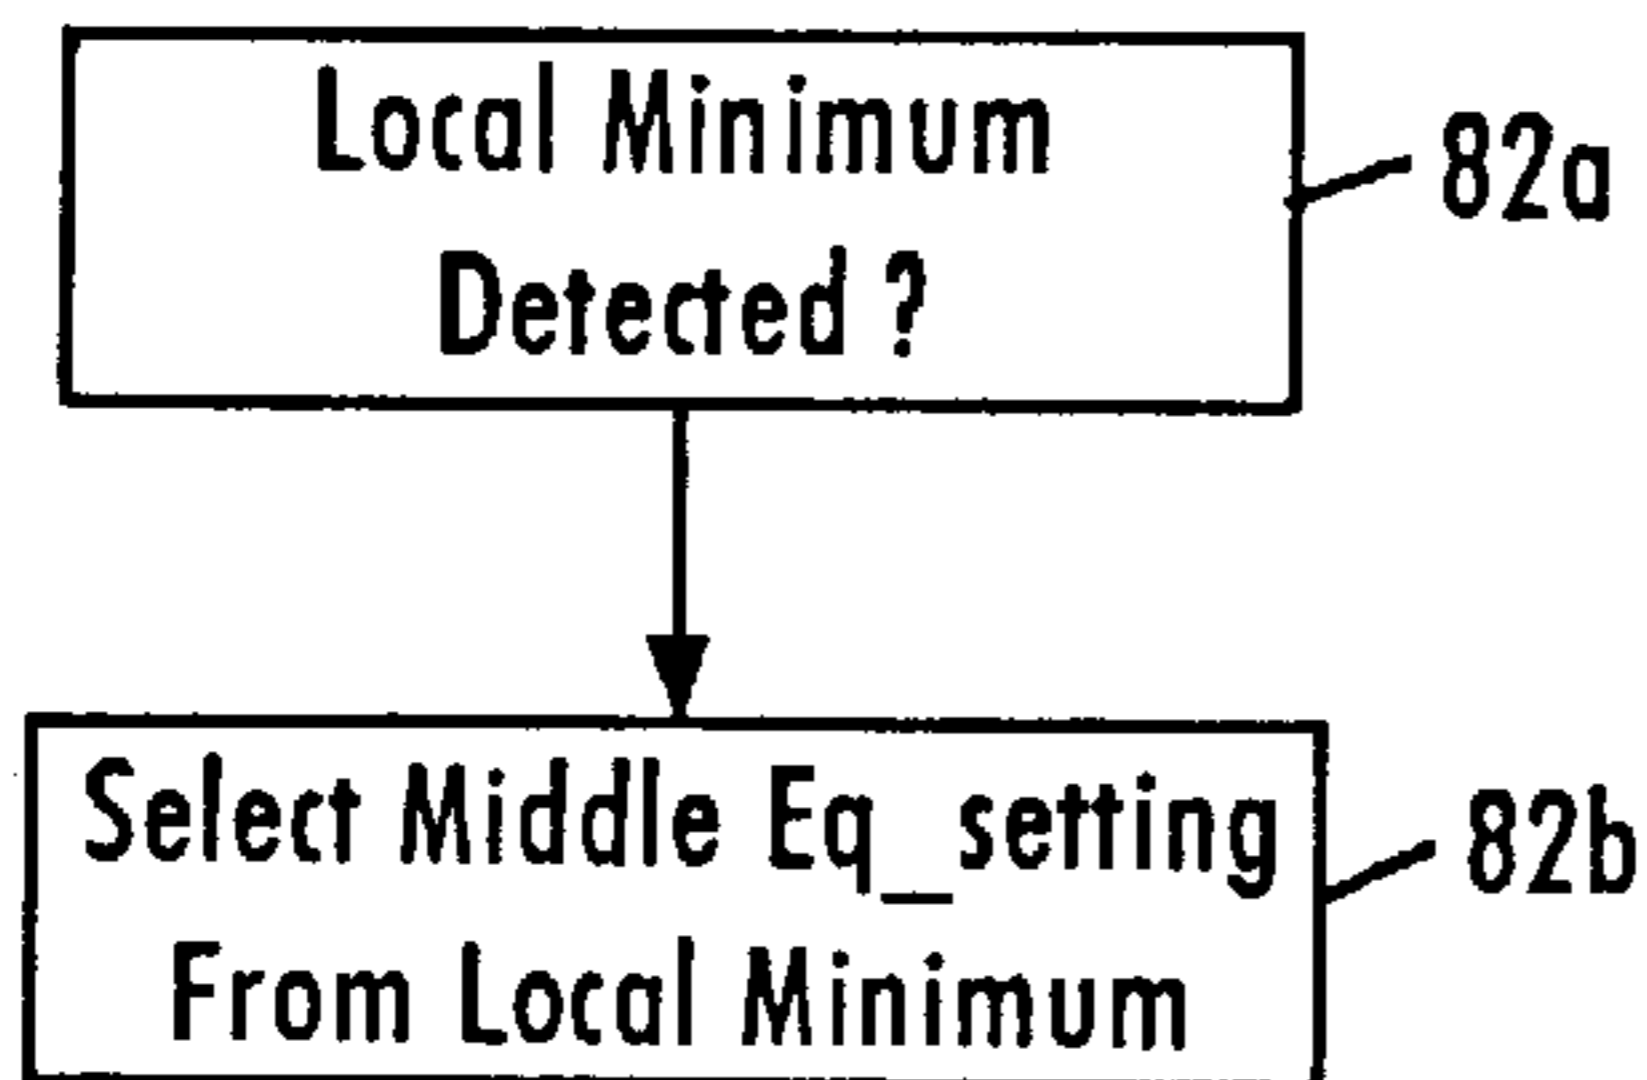 Local Minimum
Detected ?
82a
Select Middle Eq_setting
From Local Minimum
82b